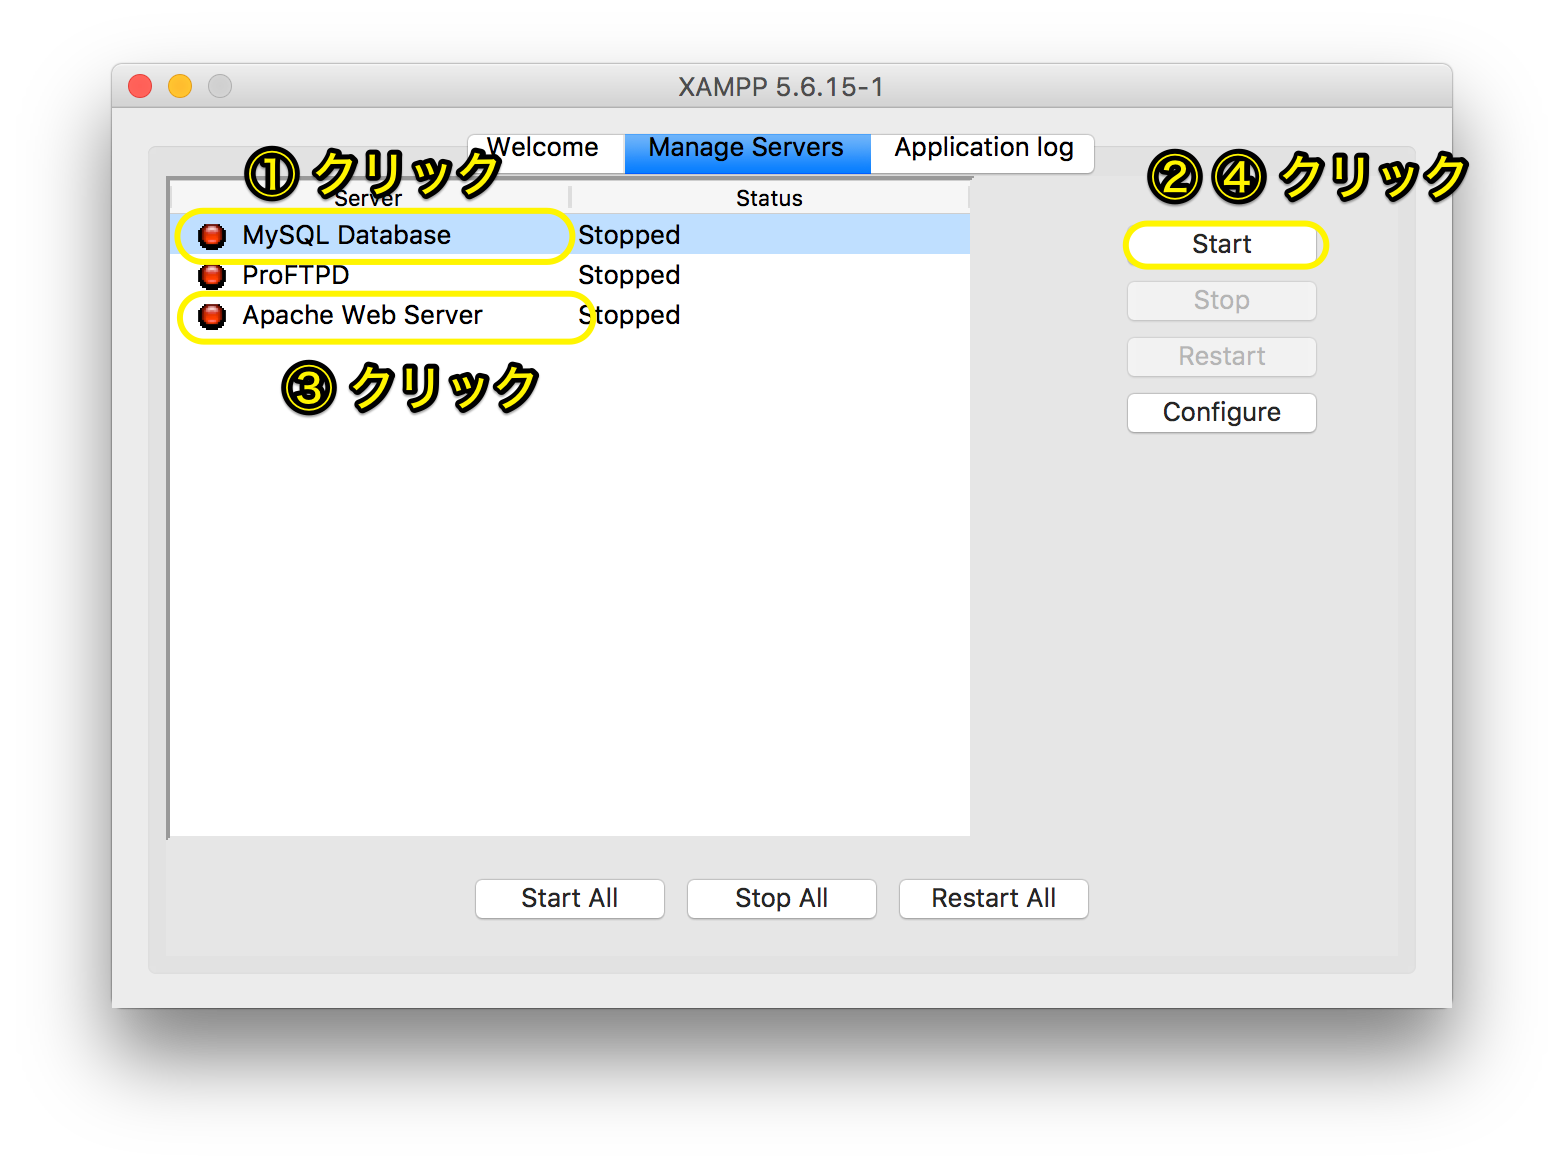 XAMPP 5.6.15-1
Welcome Manage Servers Application log
① クリック
②④ クリック
Server Status
MySQL Database Stopped
ProFTPD Stopped
Apache Web Server Stopped
③ クリック
Start
Stop
Restart
Configure
Start All Stop All Restart All